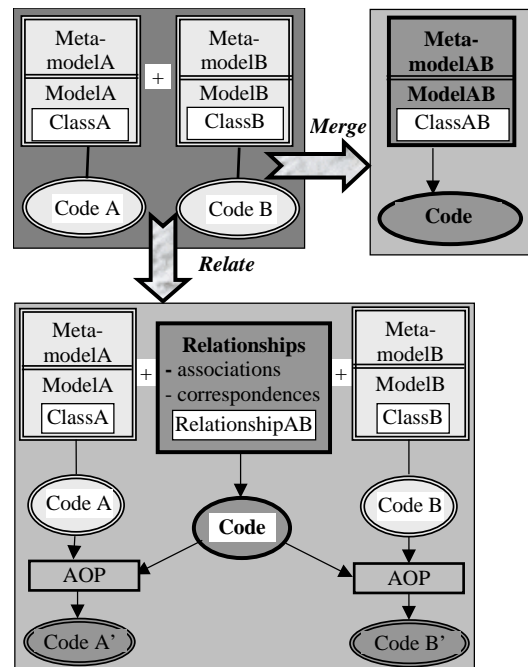 Meta-
modelA
ModelA
ClassA
+
Meta-
modelB
ModelB
ClassB
Code A
Code B
Merge
Meta-
modelAB
ModelAB
ClassAB
Code
Relate
Meta-
modelA
ModelA
ClassA
+
Relationships
- associations
- correspondences
RelationshipAB
+
Meta-
modelB
ModelB
ClassB
Code A
Code
Code B
AOP
AOP
Code A'
Code B'